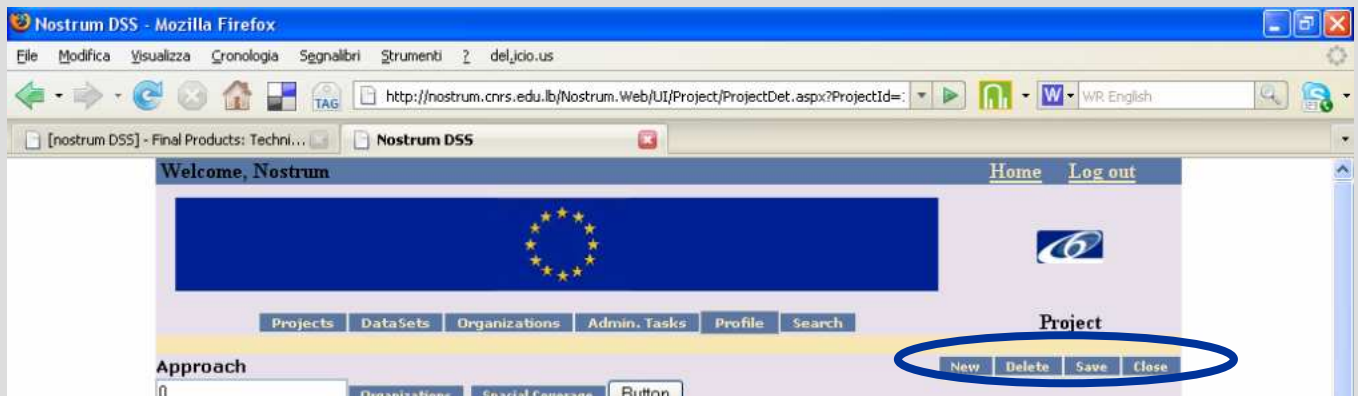 Nostrum DSS - Mozilla Firefox
File Modifica Visualizza Cronologia Segnalibri Strumenti ? del.icio.us
TAG http://nostrum.cnrs.edu.lb/Nostrum.Web/UI/Project/ProjectDet.aspx?ProjectId=: W WR English
[nostrum DSS] - Final Products: Techni... Nostrum DSS
Welcome, Nostrum Home Log out
6
Projects DataSets Organizations Admin. Tasks Profile Search Project
Approach New Delete Save Close
0 Organizations Spacial Coverage Button